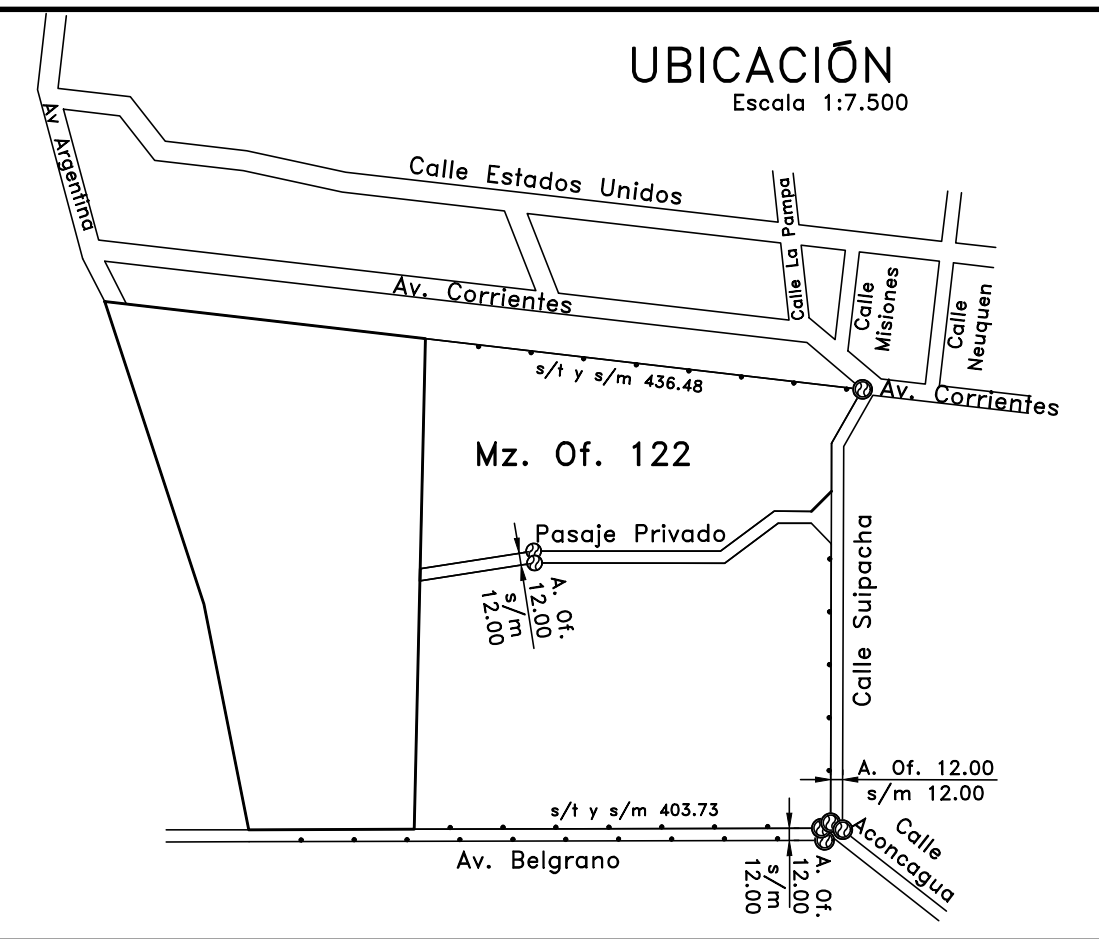 UBICACIÓN
Escala 1:7.500
Av Argentina
Calle Estados Unidos
Calle La Pampa
Av. Corrientes
Calle
Misiones
Calle
Neuquen
s/t y s/m 436.48
Av. Corrientes
Mz. Of. 122
Pasaje Privado
A. Of.
12.00
s/m
12.00
Calle Suipacha
A. Of. 12.00
s/m 12.00
s/t y s/m 403.73
Calle
Aconcagua
Av. Belgrano
A. Of.
12.00
s/m
12.00